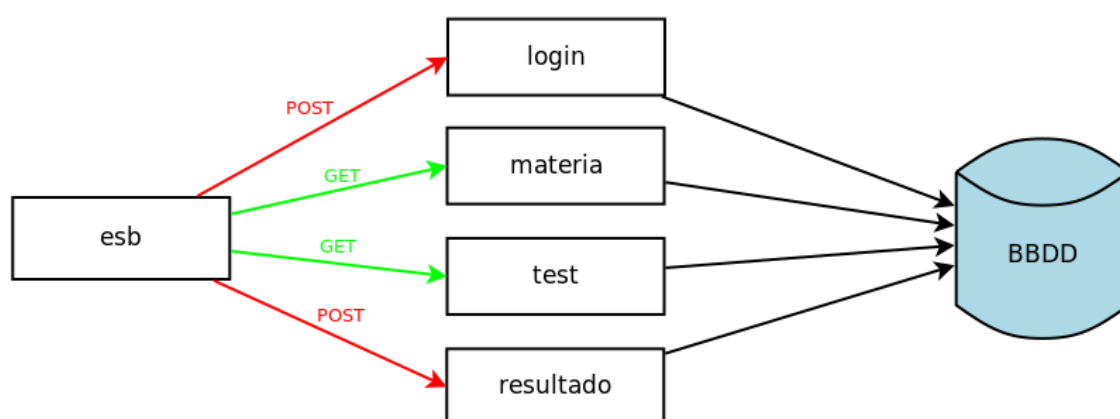 login
POST
materia
GET
esb
GET
test
BBDD
POST
resultado